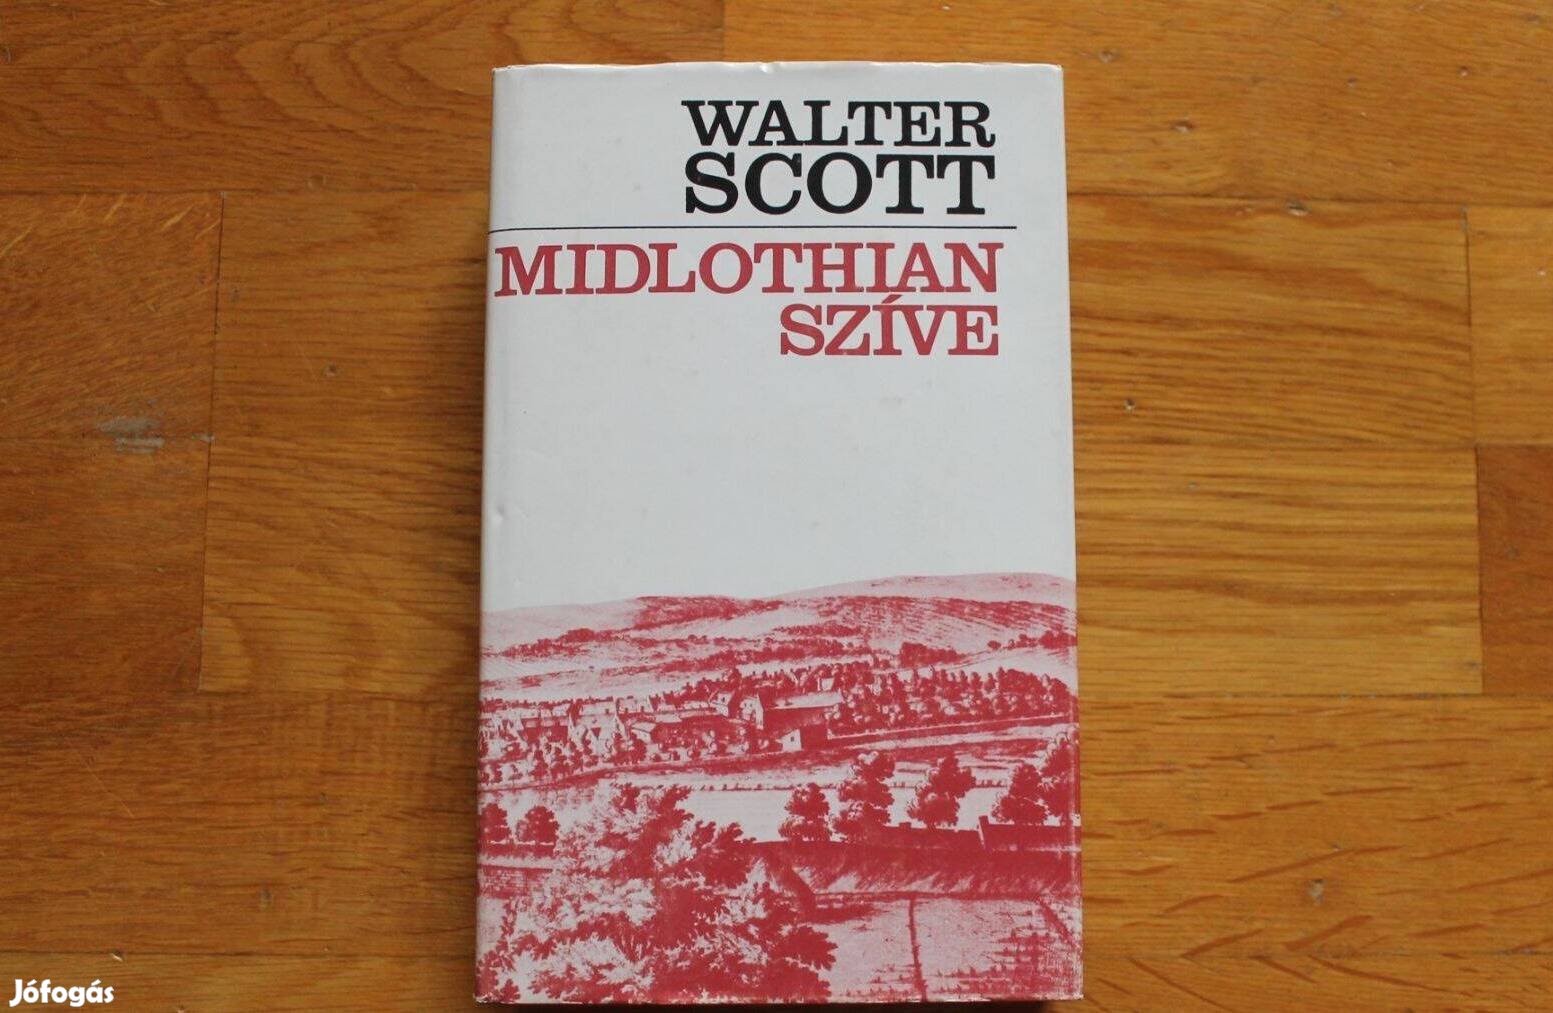 WALTER
SCOTT
MIDLOTHIAN
SZÍVE
Jófogás